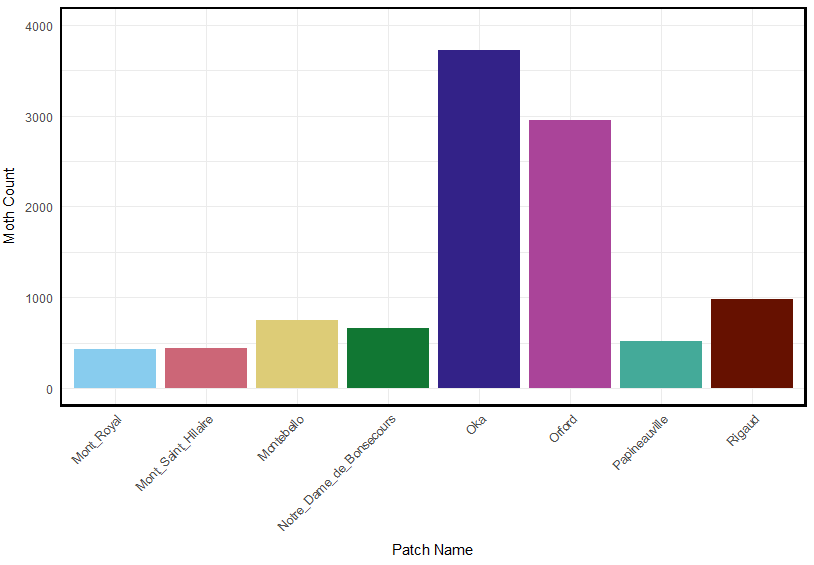 4000
3000
2000
1000
0
Moth Count
Mont_Royal
Mont_Saint_Hilaire
Montebello
Notre_Dame_de_Bonsecours
Oka
Orford
Papineauville
Rigaud
Patch Name